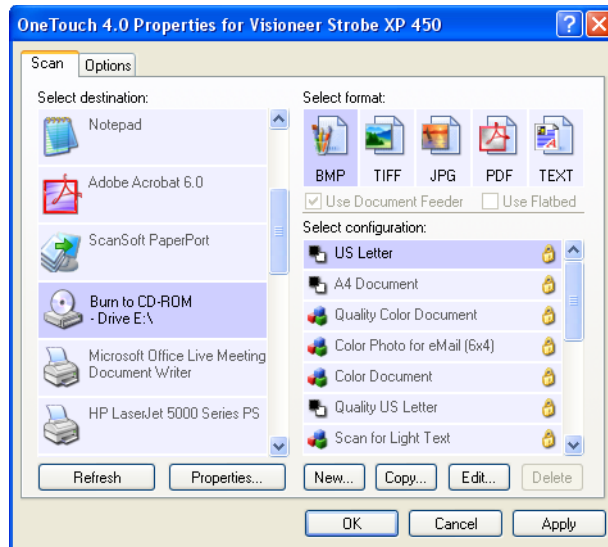 OneTouch 4.0 Properties for Visioneer Strobe XP 450
Scan
Options
Select destination:
Notepad
Adobe Acrobat 6.0
ScanSoft PaperPort
Burn to CD-ROM
- Drive E:\
Microsoft Office Live Meeting
Document Writer
HP LaserJet 5000 Series PS
Refresh
Properties...
Select format:
BMP
TIFF
JPG
PDF
TEXT
Use Document Feeder
Use Flatbed
Select configuration:
US Letter
A4 Document
Quality Color Document
Color Photo for eMail (6x4)
Color Document
Quality US Letter
Scan for Light Text
New...
Copy...
Edit...
Delete
OK
Cancel
Apply